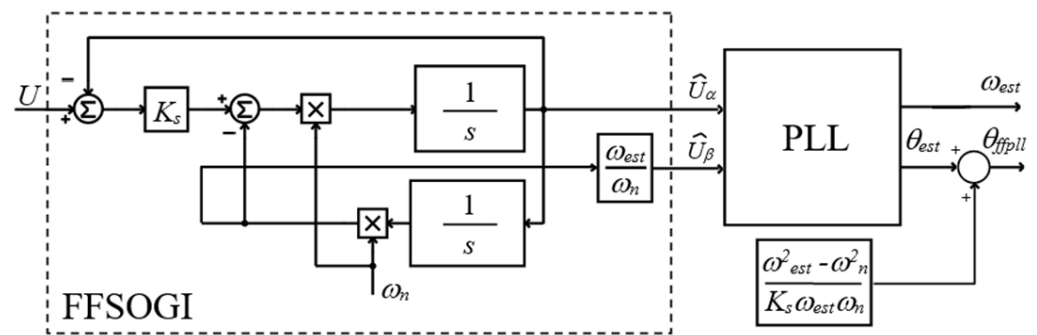 U
−
+
Σ
K_s
+
−
Σ
×
1/s
Û_α
ω_est/ω_n
Û_β
1/s
×
ω_n
FFSOGI
PLL
ω_est
θ_est
+
θ_ffpll
+
ω²_est - ω²_n / K_s ω_est ω_n